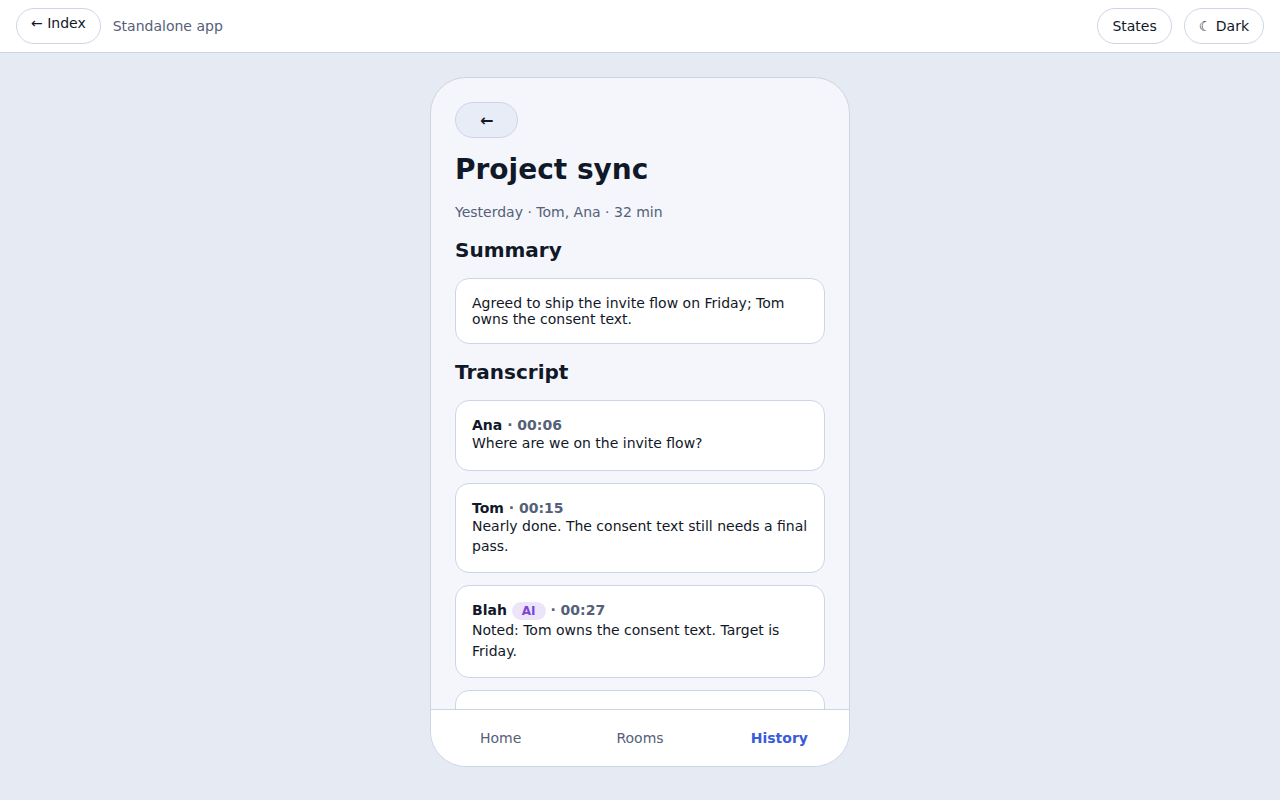 ← Index
Standalone app
States
☾ Dark
←
Project sync
Yesterday · Tom, Ana · 32 min
Summary
Agreed to ship the invite flow on Friday; Tom
owns the consent text.
Transcript
Ana · 00:06
Where are we on the invite flow?
Tom · 00:15
Nearly done. The consent text still needs a final
pass.
Blah AI · 00:27
Noted: Tom owns the consent text. Target is
Friday.
Home
Rooms
History